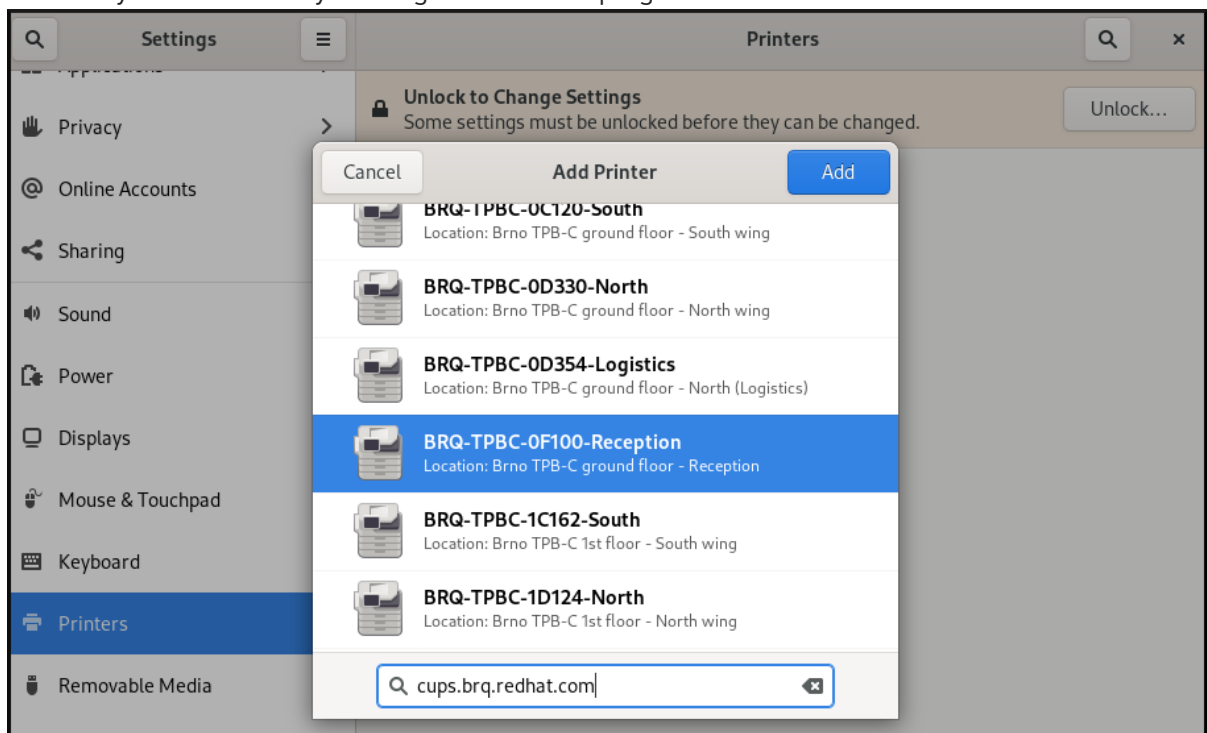 Settings
Printers
Unlock to Change Settings
Some settings must be unlocked before they can be changed.
Unlock...
Privacy
Online Accounts
Sharing
Sound
Power
Displays
Mouse & Touchpad
Keyboard
Printers
Removable Media
Cancel
Add Printer
Add
BRQ-TPBC-0C120-South
Location: Brno TPB-C ground floor - South wing
BRQ-TPBC-0D330-North
Location: Brno TPB-C ground floor - North wing
BRQ-TPBC-0D354-Logistics
Location: Brno TPB-C ground floor - North (Logistics)
BRQ-TPBC-0F100-Reception
Location: Brno TPB-C ground floor - Reception
BRQ-TPBC-1C162-South
Location: Brno TPB-C 1st floor - South wing
BRQ-TPBC-1D124-North
Location: Brno TPB-C 1st floor - North wing
cups.brq.redhat.com